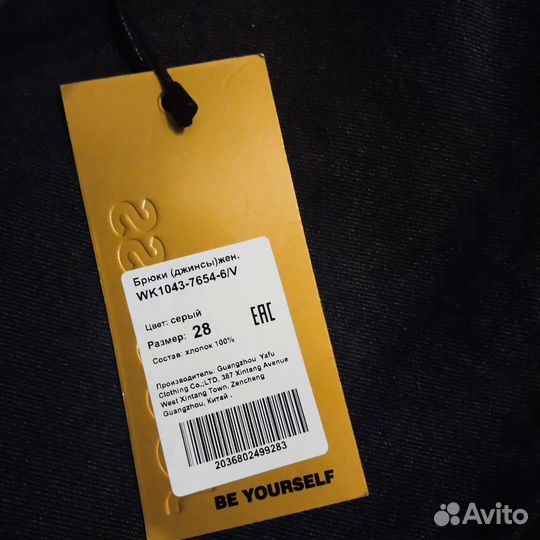 Брюки (джинсы)жен.
WK1043-7654-6/V
Цвет: серый
Размер: 28
EAC
Состав: хлопок 100%
Производитель: Guangzhou Yafu
Clothing Co.;LTD, 387 Xintang Avenue
West Xintang Town, Zencheng
Guangzhou, Китай .
2036802499283
BE YOURSELF
Avito